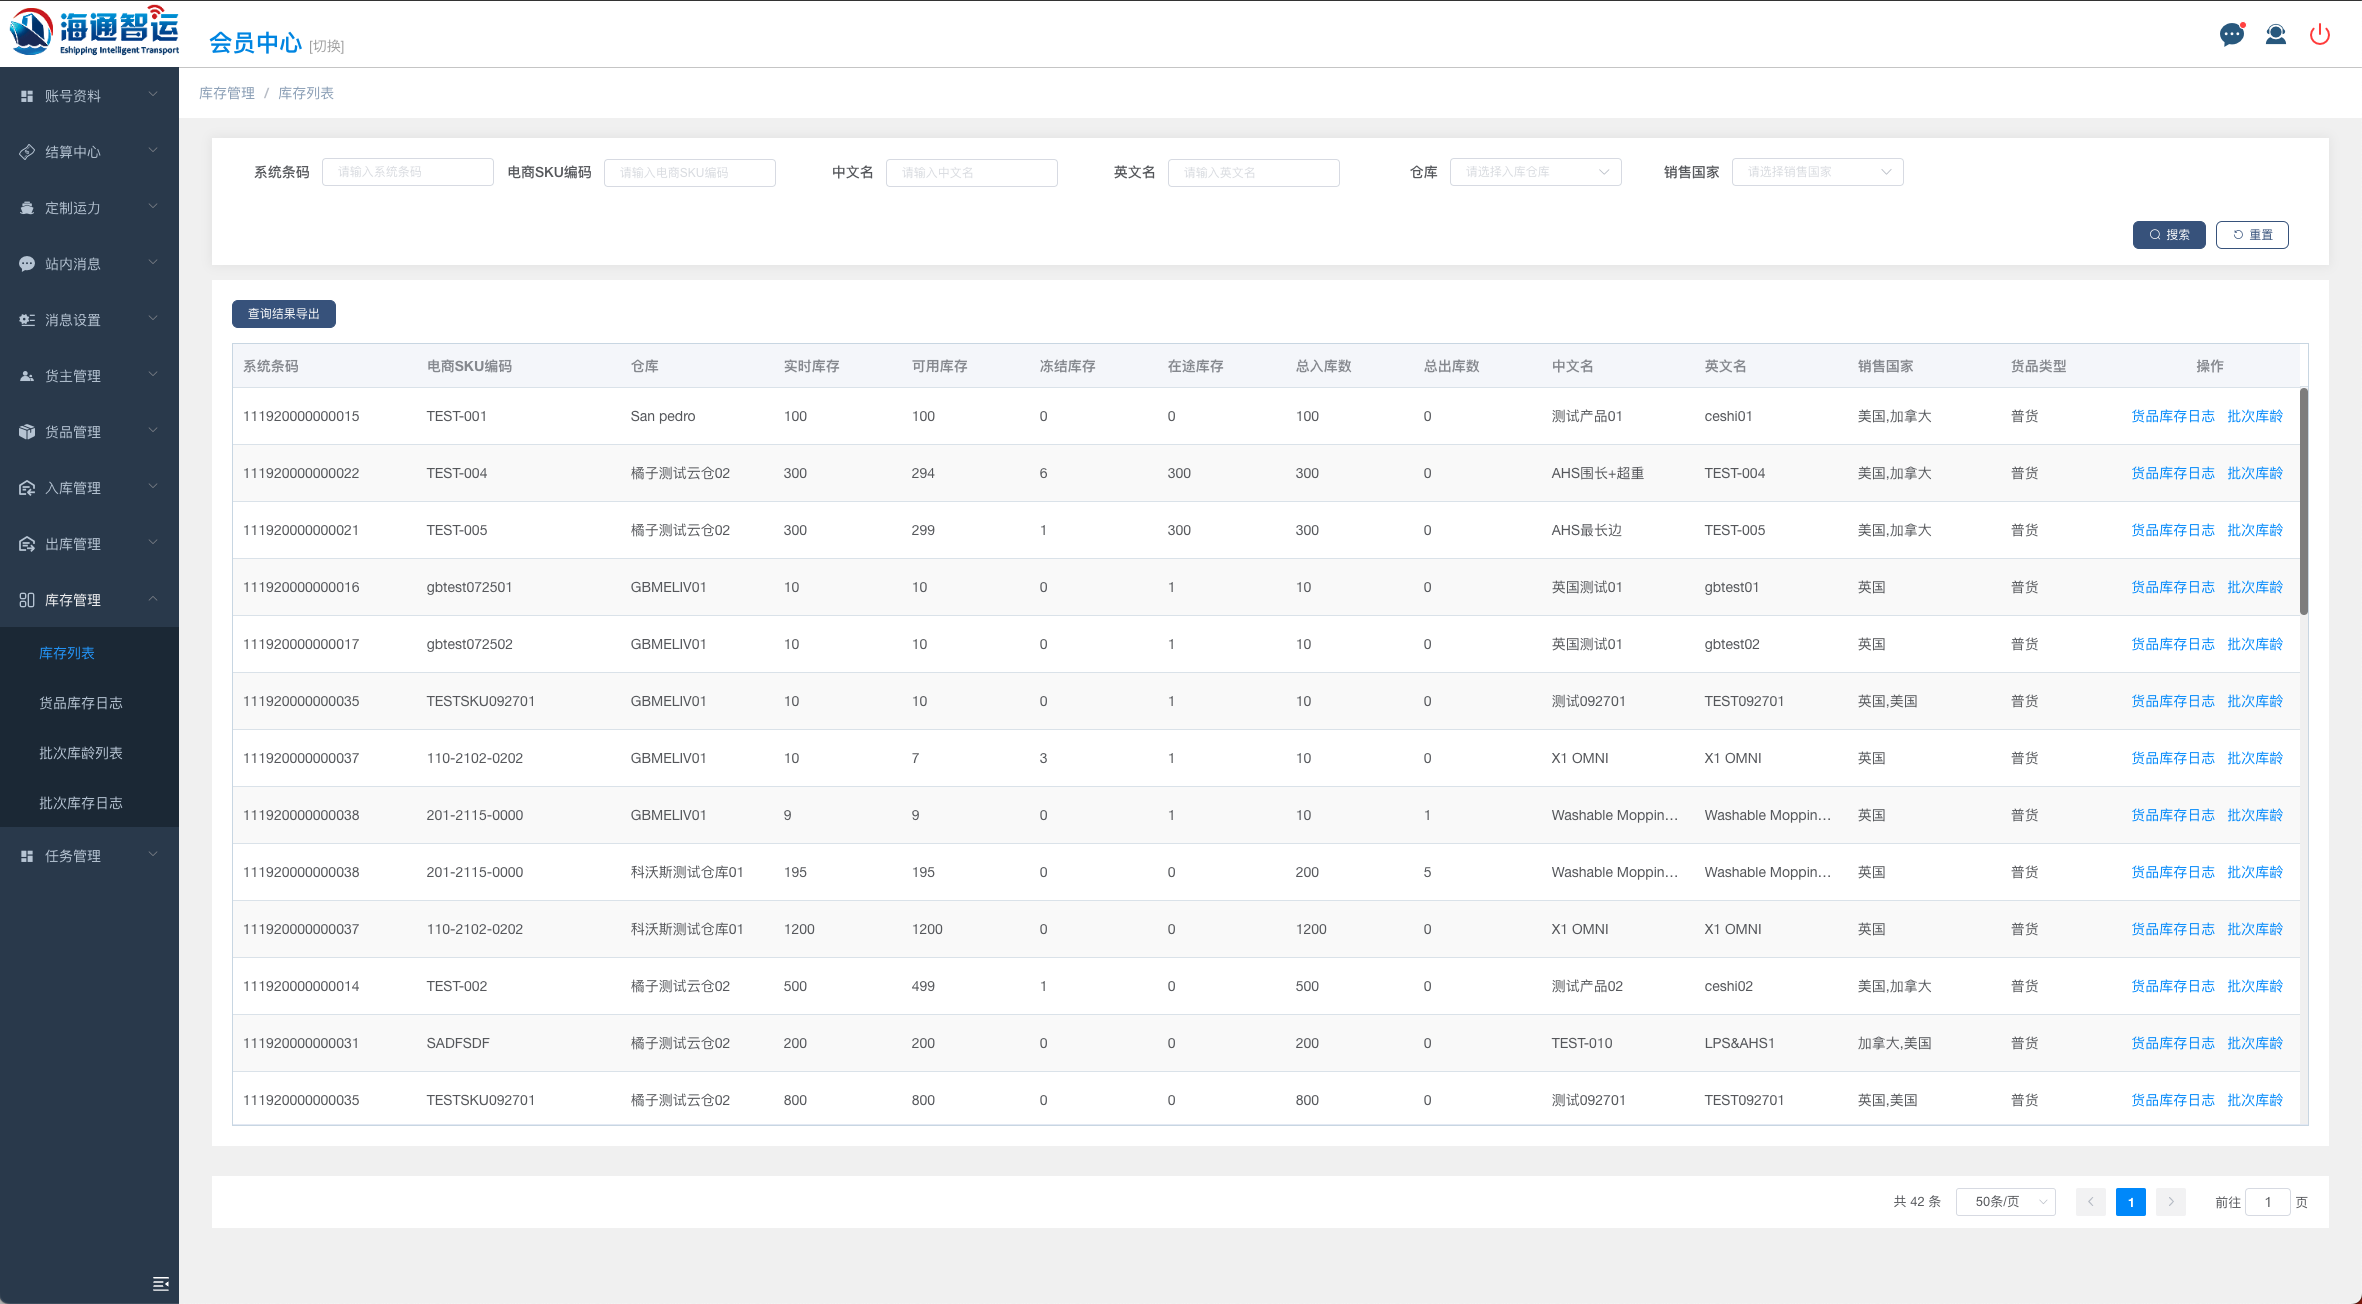 海通智运
Eshipping Intelligent Transport
会员中心 [切换]
账号资料
结算中心
定制运力
站内消息
消息设置
货主管理
货品管理
入库管理
出库管理
库存管理
库存列表
货品库存日志
批次库龄列表
批次库存日志
任务管理
库存管理 / 库存列表
系统条码 请输入系统条码 电商SKU编码 请输入电商SKU编码 中文名 请输入中文名 英文名 请输入英文名 仓库 请选择入库仓库 销售国家 请选择销售国家
搜索 重置
查询结果导出
系统条码 电商SKU编码 仓库 实时库存 可用库存 冻结库存 在途库存 总入库数 总出库数 中文名 英文名 销售国家 货品类型 操作
111920000000015 TEST-001 San pedro 100 100 0 0 100 0 测试产品01 ceshi01 美国,加拿大 普货 货品库存日志 批次库龄
111920000000022 TEST-004 橘子测试云仓02 300 294 6 300 300 0 AHS围长+超重 TEST-004 美国,加拿大 普货 货品库存日志 批次库龄
111920000000021 TEST-005 橘子测试云仓02 300 299 1 300 300 0 AHS最长边 TEST-005 美国,加拿大 普货 货品库存日志 批次库龄
111920000000016 gbtest072501 GBMELIV01 10 10 0 1 10 0 英国测试01 gbtest01 英国 普货 货品库存日志 批次库龄
111920000000017 gbtest072502 GBMELIV01 10 10 0 1 10 0 英国测试01 gbtest02 英国 普货 货品库存日志 批次库龄
111920000000035 TESTSKU092701 GBMELIV01 10 10 0 1 10 0 测试092701 TEST092701 英国,美国 普货 货品库存日志 批次库龄
111920000000037 110-2102-0202 GBMELIV01 10 7 3 1 10 0 X1 OMNI X1 OMNI 英国 普货 货品库存日志 批次库龄
111920000000038 201-2115-0000 GBMELIV01 9 9 0 1 10 1 Washable Moppin... Washable Moppin... 英国 普货 货品库存日志 批次库龄
111920000000038 201-2115-0000 科沃斯测试仓库01 195 195 0 0 200 5 Washable Moppin... Washable Moppin... 英国 普货 货品库存日志 批次库龄
111920000000037 110-2102-0202 科沃斯测试仓库01 1200 1200 0 0 1200 0 X1 OMNI X1 OMNI 英国 普货 货品库存日志 批次库龄
111920000000014 TEST-002 橘子测试云仓02 500 499 1 0 500 0 测试产品02 ceshi02 美国,加拿大 普货 货品库存日志 批次库龄
111920000000031 SADFSDF 橘子测试云仓02 200 200 0 0 200 0 TEST-010 LPS&AHS1 加拿大,美国 普货 货品库存日志 批次库龄
111920000000035 TESTSKU092701 橘子测试云仓02 800 800 0 0 800 0 测试092701 TEST092701 英国,美国 普货 货品库存日志 批次库龄
共 42 条 50条/页 1 前往 1 页